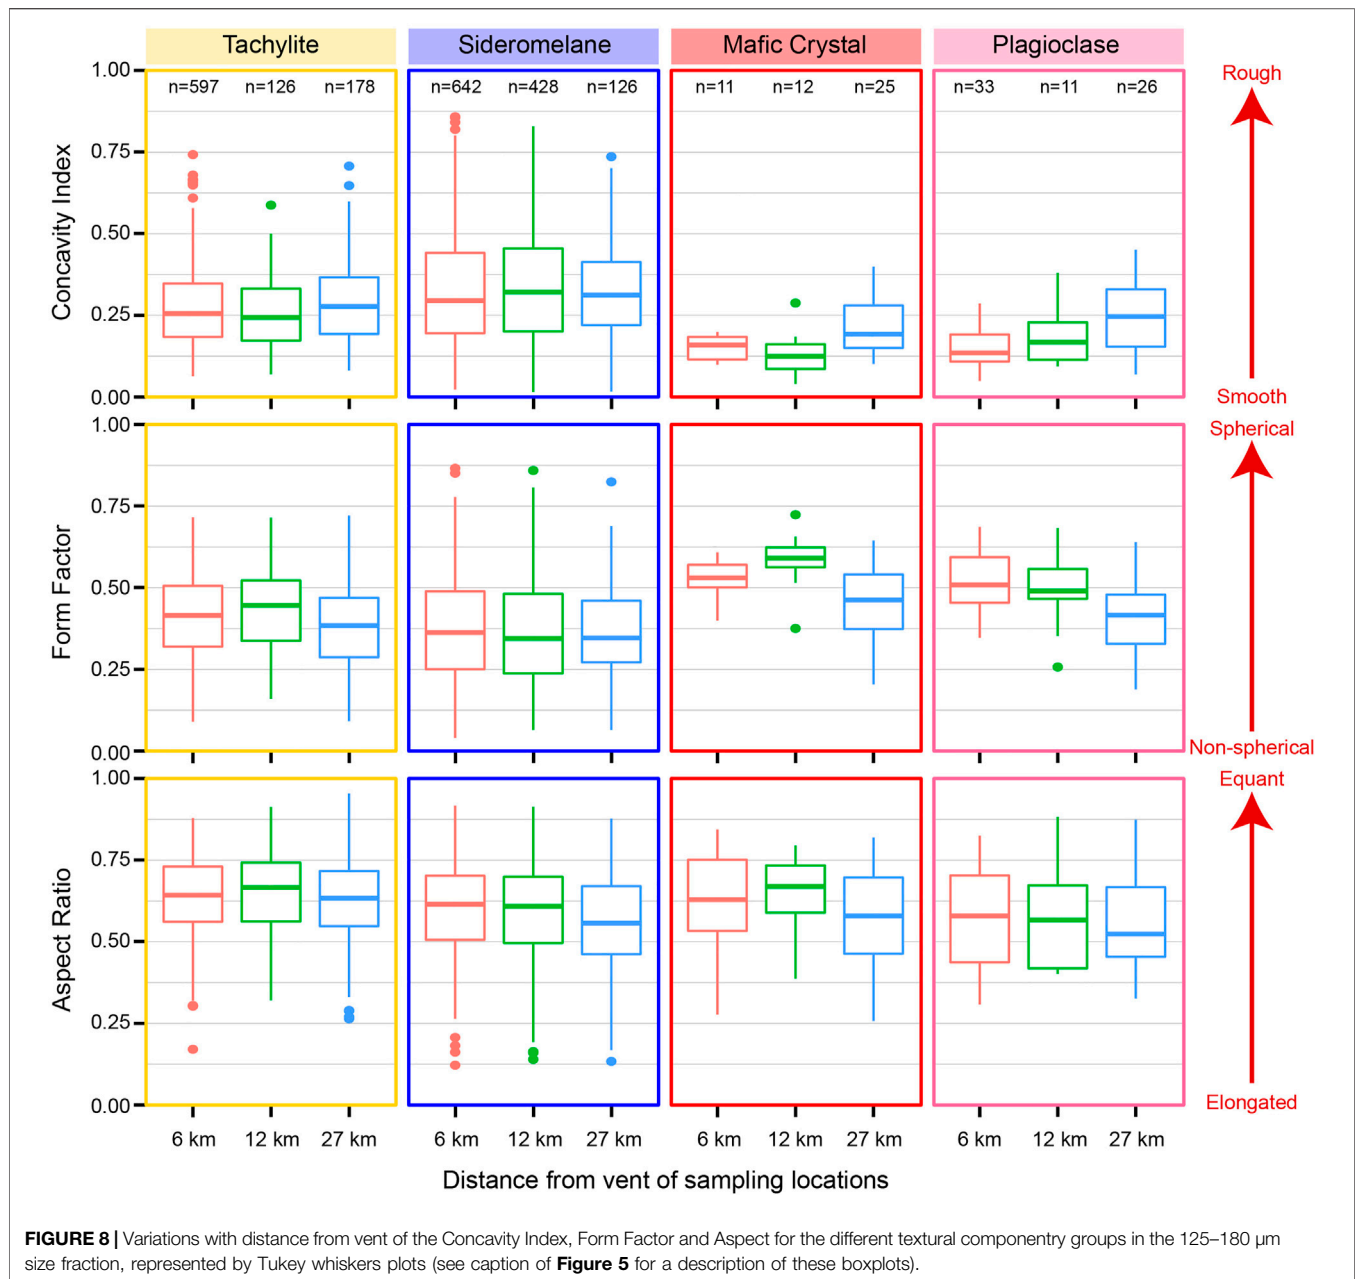 Tachylite Sideromelane Mafic Crystal Plagioclase
Rough
1.00
n=597 n=126 n=178 n=642 n=428 n=126 n=11 n=12 n=25 n=33 n=11 n=26
0.75
Concavity Index
0.50
0.25
0.00
Smooth
1.00
Spherical
0.75
Form Factor
0.50
0.25
0.00
Non-spherical
1.00
Equant
0.75
Aspect Ratio
0.50
0.25
0.00
Elongated
6 km 12 km 27 km 6 km 12 km 27 km 6 km 12 km 27 km 6 km 12 km 27 km
Distance from vent of sampling locations
FIGURE 8 | Variations with distance from vent of the Concavity Index, Form Factor and Aspect for the different textural componentry groups in the 125–180 μm
size fraction, represented by Tukey whiskers plots (see caption of Figure 5 for a description of these boxplots).